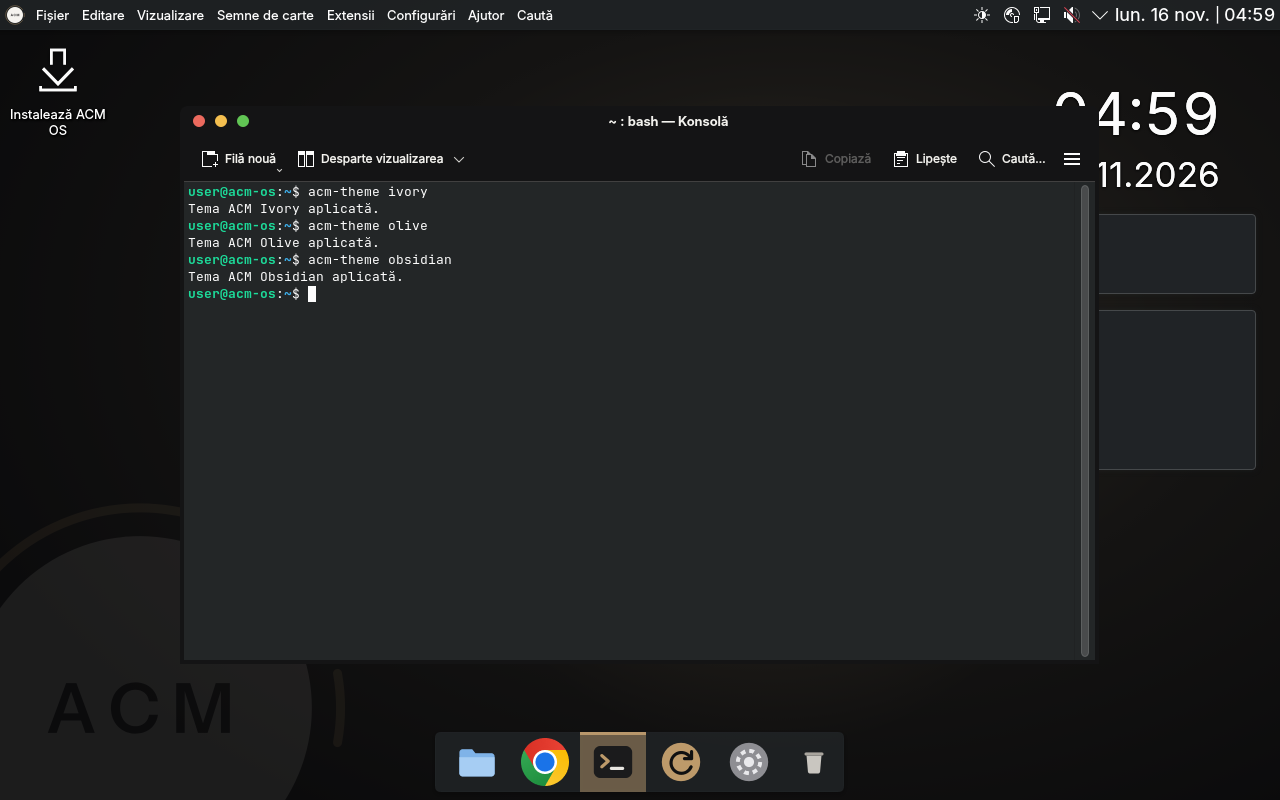 Fișier Editare Vizualizare Semne de carte Extensii Configurări Ajutor Caută
lun. 16 nov. | 04:59
Instalează ACM
OS
4:59
11.2026
~ : bash — Konsolă
Filă nouă Desparte vizualizarea Copiază Lipește Caută...
user@acm-os:~$ acm-theme ivory
Tema ACM Ivory aplicată.
user@acm-os:~$ acm-theme olive
Tema ACM Olive aplicată.
user@acm-os:~$ acm-theme obsidian
Tema ACM Obsidian aplicată.
user@acm-os:~$
ACM